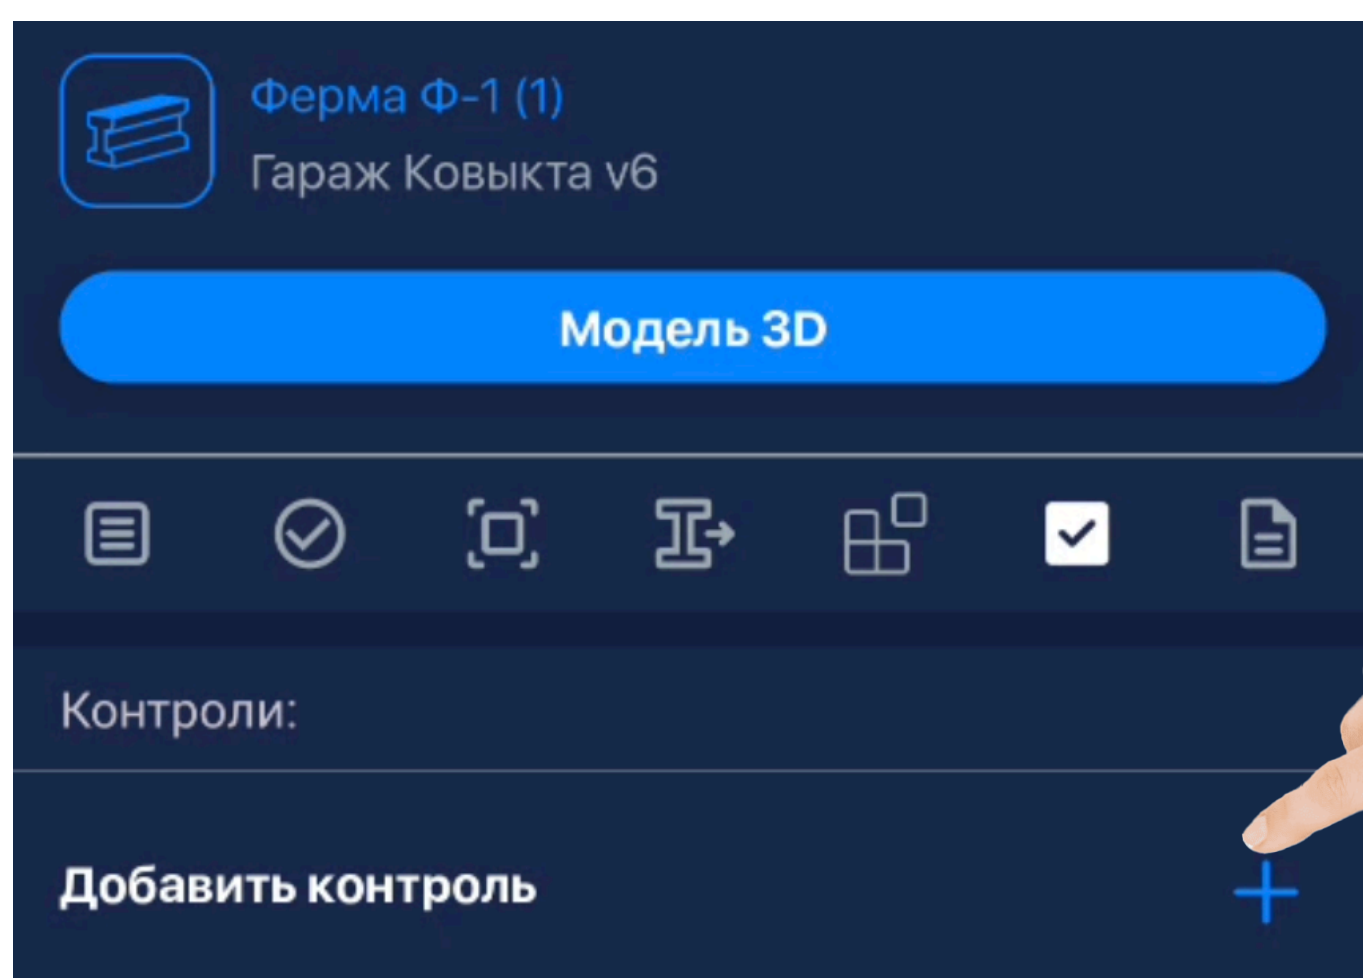 Ферма Ф-1 (1)
Гараж Ковыкта v6
Модель 3D
Контроли:
Добавить контроль